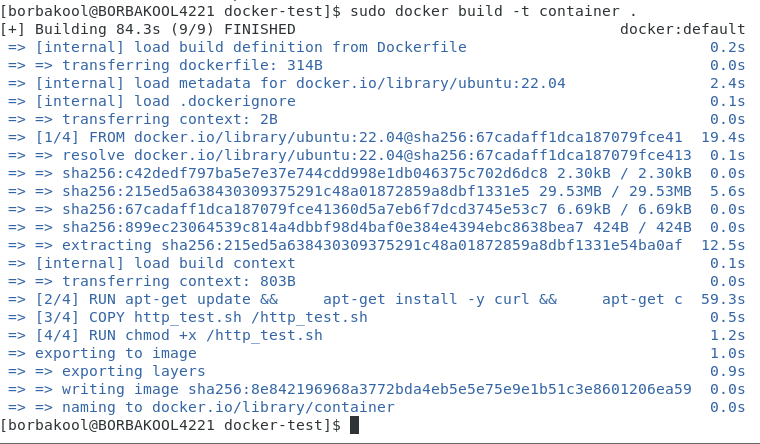 [borbakool@BORBAKOOL4221 docker-test]$ sudo docker build -t container .
[+] Building 84.3s (9/9) FINISHED docker:default
=> [internal] load build definition from Dockerfile 0.2s
=> => transferring dockerfile: 314B 0.0s
=> [internal] load metadata for docker.io/library/ubuntu:22.04 2.4s
=> [internal] load .dockerignore 0.1s
=> => transferring context: 2B 0.0s
=> [1/4] FROM docker.io/library/ubuntu:22.04@sha256:67cadaff1dca187079fce41 19.4s
=> => resolve docker.io/library/ubuntu:22.04@sha256:67cadaff1dca187079fce413 0.1s
=> => sha256:c42dedf797ba5e7e37e744cdd998e1db046375c702d6dc8 2.30kB / 2.30kB 0.0s
=> => sha256:215ed5a638430309375291c48a01872859a8dbf1331e5 29.53MB / 29.53MB 5.6s
=> => sha256:67cadaff1dca187079fce41360d5a7eb6f7dcd3745e53c7 6.69kB / 6.69kB 0.0s
=> => sha256:899ec23064539c814a4dbbf98d4baf0e384e4394ebc8638bea7 424B / 424B 0.0s
=> => extracting sha256:215ed5a638430309375291c48a01872859a8dbf1331e54ba0af 12.5s
=> [internal] load build context 0.1s
=> => transferring context: 803B 0.0s
=> [2/4] RUN apt-get update &&     apt-get install -y curl &&     apt-get c 59.3s
=> [3/4] COPY http_test.sh /http_test.sh 0.5s
=> [4/4] RUN chmod +x /http_test.sh 1.2s
=> exporting to image 1.0s
=> => exporting layers 0.9s
=> => writing image sha256:8e842196968a3772bda4eb5e5e75e9e1b51c3e8601206ea59 0.0s
=> => naming to docker.io/library/container 0.0s
[borbakool@BORBAKOOL4221 docker-test]$